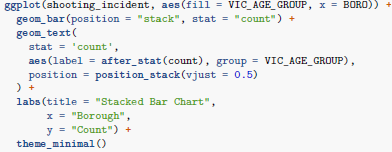 ggplot(shooting_incident, aes(fill = VIC_AGE_GROUP, x = BORO)) +
  geom_bar(position = "stack", stat = "count") +
  geom_text(
    stat = 'count',
    aes(label = after_stat(count), group = VIC_AGE_GROUP),
    position = position_stack(vjust = 0.5)
  ) +
  labs(title = "Stacked Bar Chart",
       x = "Borough",
       y = "Count") +
  theme_minimal()